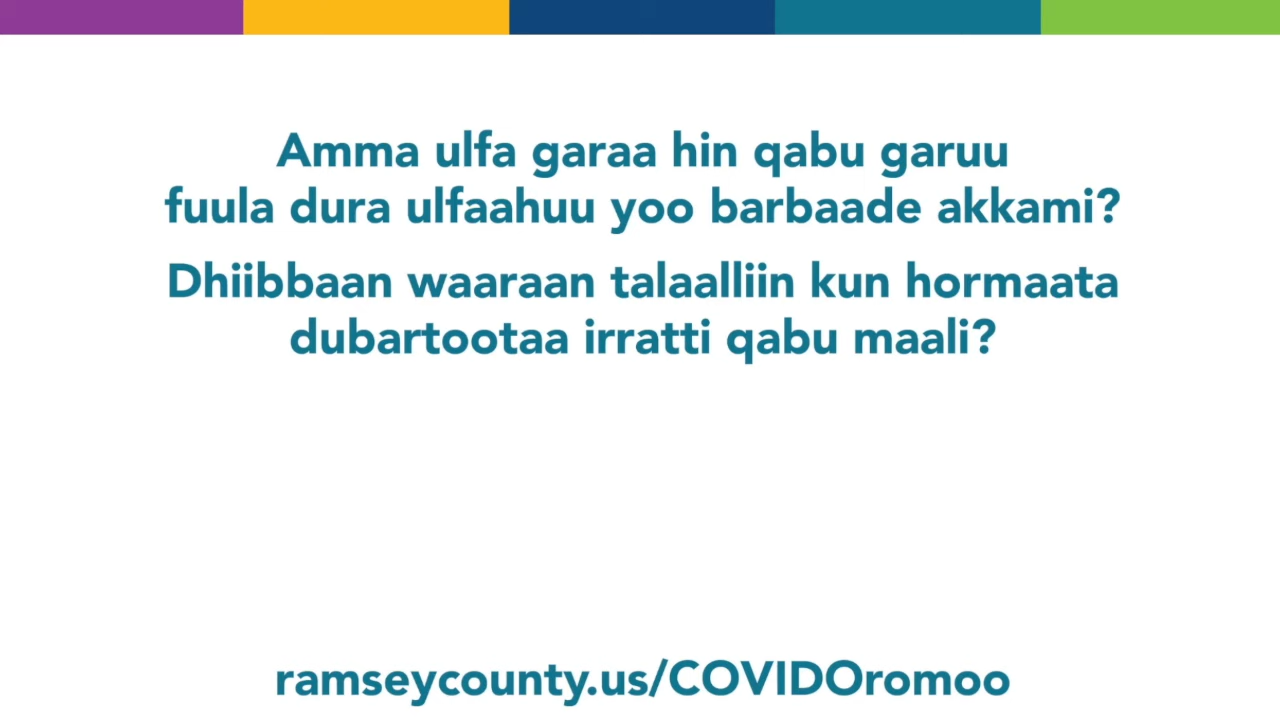 Amma ulfa garaa hin qabu garuu
fuula dura ulfaahuu yoo barbaade akkami?
Dhiibbaan waaraan talaalliin kun hormaata
dubartootaa irratti qabu maali?
ramseycounty.us/COVIDOromoo